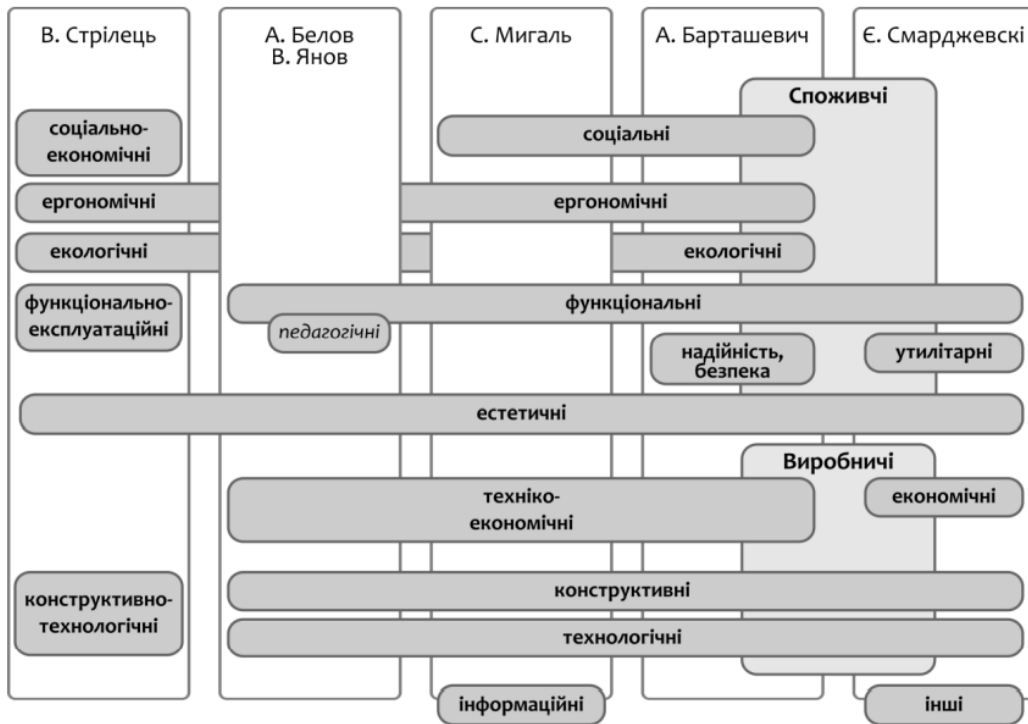 В. Стрілець
А. Белов
В. Янов
С. Мигаль
А. Барташевич
Є. Смарджевскі
Споживчі
соціально-
економічні
соціальні
ергономічні
ергономічні
екологічні
екологічні
функціонально-
експлуатаційні
функціональні
педагогічні
надійність,
безпека
утилітарні
естетичні
Виробничі
техніко-
економічні
економічні
конструктивно-
технологічні
конструктивні
технологічні
інформаційні
інші